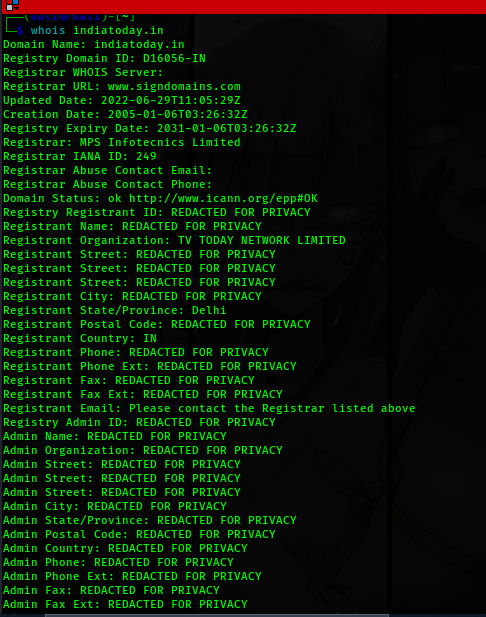 whois indiatoday.in
Domain Name: indiatoday.in
Registry Domain ID: D16056-IN
Registrar WHOIS Server:
Registrar URL: www.signdomains.com
Updated Date: 2022-06-29T11:05:29Z
Creation Date: 2005-01-06T03:26:32Z
Registry Expiry Date: 2031-01-06T03:26:32Z
Registrar: MPS Infotecnics Limited
Registrar IANA ID: 249
Registrar Abuse Contact Email:
Registrar Abuse Contact Phone:
Domain Status: ok http://www.icann.org/epp#OK
Registry Registrant ID: REDACTED FOR PRIVACY
Registrant Name: REDACTED FOR PRIVACY
Registrant Organization: TV TODAY NETWORK LIMITED
Registrant Street: REDACTED FOR PRIVACY
Registrant Street: REDACTED FOR PRIVACY
Registrant Street: REDACTED FOR PRIVACY
Registrant City: REDACTED FOR PRIVACY
Registrant State/Province: Delhi
Registrant Postal Code: REDACTED FOR PRIVACY
Registrant Country: IN
Registrant Phone: REDACTED FOR PRIVACY
Registrant Phone Ext: REDACTED FOR PRIVACY
Registrant Fax: REDACTED FOR PRIVACY
Registrant Fax Ext: REDACTED FOR PRIVACY
Registrant Email: Please contact the Registrar listed above
Registry Admin ID: REDACTED FOR PRIVACY
Admin Name: REDACTED FOR PRIVACY
Admin Organization: REDACTED FOR PRIVACY
Admin Street: REDACTED FOR PRIVACY
Admin Street: REDACTED FOR PRIVACY
Admin Street: REDACTED FOR PRIVACY
Admin City: REDACTED FOR PRIVACY
Admin State/Province: REDACTED FOR PRIVACY
Admin Postal Code: REDACTED FOR PRIVACY
Admin Country: REDACTED FOR PRIVACY
Admin Phone: REDACTED FOR PRIVACY
Admin Phone Ext: REDACTED FOR PRIVACY
Admin Fax: REDACTED FOR PRIVACY
Admin Fax Ext: REDACTED FOR PRIVACY